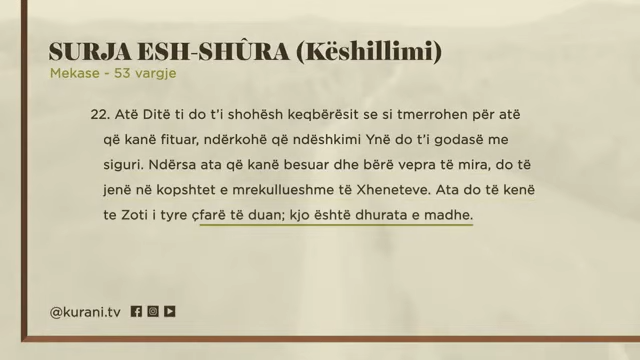 SURJA ESH-SHÛRA (Këshillimi)
Mekase - 53 vargje
22. Atë Ditë ti do t’i shohësh keqbërësit se si tmerrohen për atë
që kanë fituar, ndërkohë që ndëshkimi Ynë do t’i godasë me
siguri. Ndërsa ata që kanë besuar dhe bërë vepra të mira, do të
jenë në kopshtet e mrekullueshme të Xheneteve. Ata do të kenë
te Zoti i tyre çfarë të duan; kjo është dhurata e madhe.
@kurani.tv